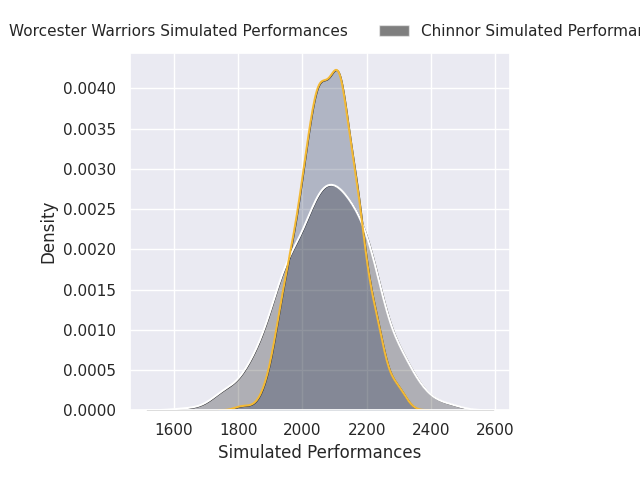 Worcester Warriors Simulated Performances
Chinnor Simulated
0.0040
0.0035
0.0030
0.0025
0.0020
0.0015
0.0010
0.0005
0.0000
Density
1600 1800 2000 2200 2400 2600
Simulated Performances